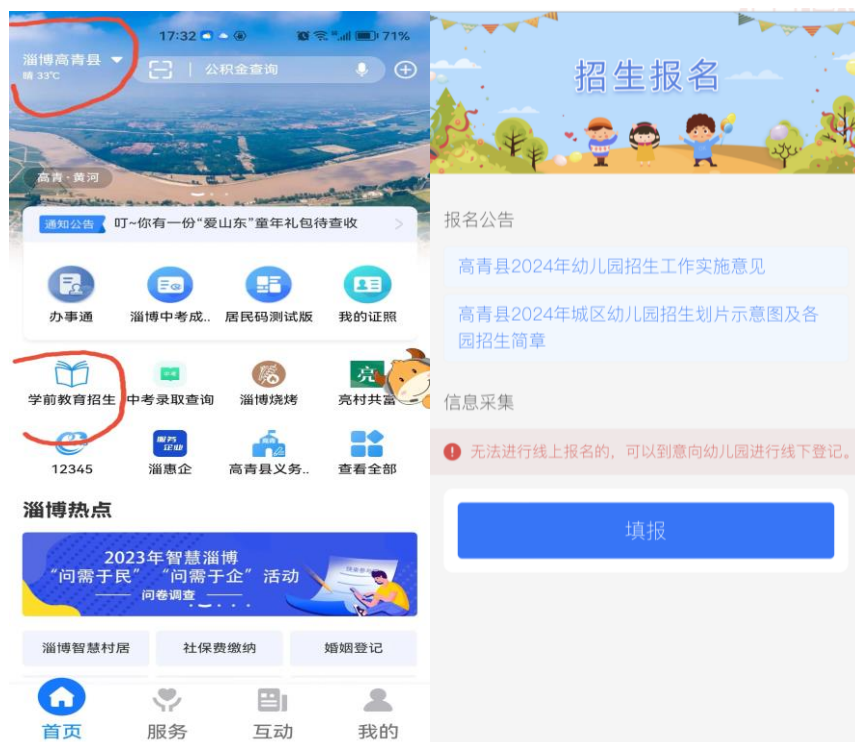 17:32
71%
淄博高青县
晴 33℃
公积金查询
高青·黄河
通知公告
叮~你有一份“爱山东”童年礼包待查收
办事通
淄博中考成..
居民码测试版
我的证照
学前教育招生
中考录取查询
淄博烧烤
亮村共富
12345
淄惠企
高青县义务..
查看全部
淄博热点
2023年智慧淄博
“问需于民” “问需于企” 活动
问卷调查
淄博智慧村居
社保费缴纳
婚姻登记
首页
服务
互动
我的
招生报名
报名公告
高青县2024年幼儿园招生工作实施意见
高青县2024年城区幼儿园招生划片示意图及各
园招生简章
信息采集
无法进行线上报名的，可以到意向幼儿园进行线下登记。
填报